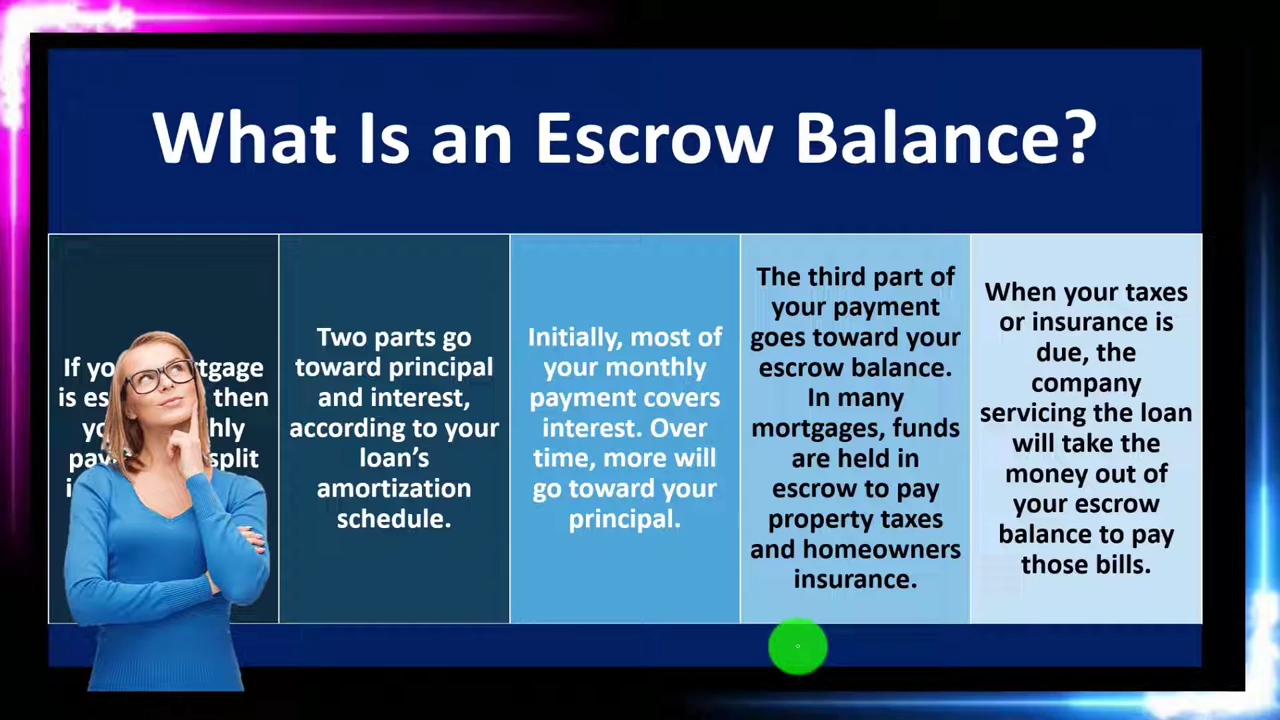 What Is an Escrow Balance?
If tgage
is then
hly
split
Two parts go
toward principal
and interest,
according to your
loan's
amortization
schedule.
Initially, most of
your monthly
payment covers
interest. Over
time, more will
go toward your
principal.
The third part of
your payment
goes toward your
escrow balance.
In many
mortgages, funds
are held in
escrow to pay
property taxes
and homeowners
insurance.
When your taxes
or insurance is
due, the
company
servicing the loan
will take the
money out of
your escrow
balance to pay
those bills.